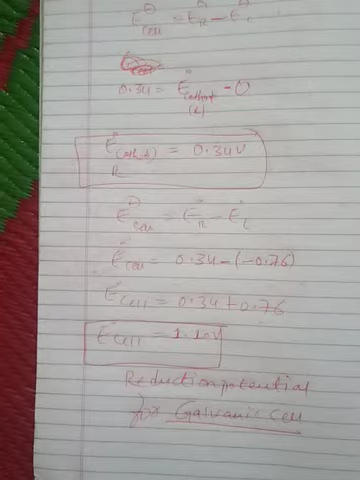 E°cell = E°R - E°L
0.34 = E°cathode - 0
(R)
E°(cathode) = 0.34V
R
E°cell = E°R - E°L
E°cell = 0.34 - (-0.76)
E°cell = 0.34 + 0.76
E°cell = 1.10V
Reduction potential
for Galvanic cell